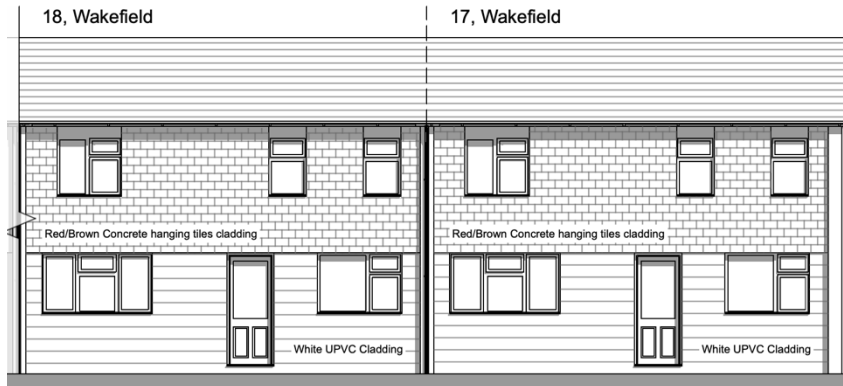 18, Wakefield
17, Wakefield
Red/Brown Concrete hanging tiles cladding
Red/Brown Concrete hanging tiles cladding
White UPVC Cladding
White UPVC Cladding